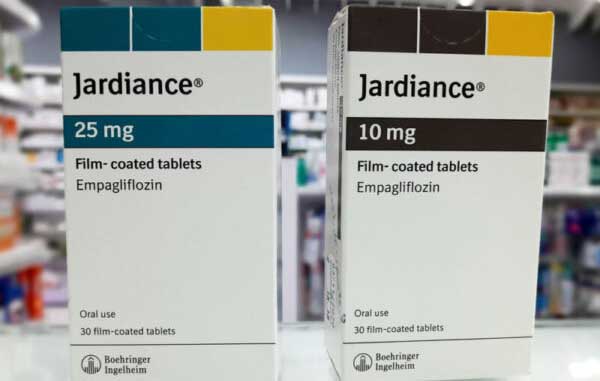 Jardiance®
25 mg
Film-coated tablets
Empagliflozin
Oral use
30 film-coated tablets
Boehringer
Ingelheim
Jardiance®
10 mg
Film-coated tablets
Empagliflozin
Oral use
30 film-coated tablets
Boehringer
Ingelheim